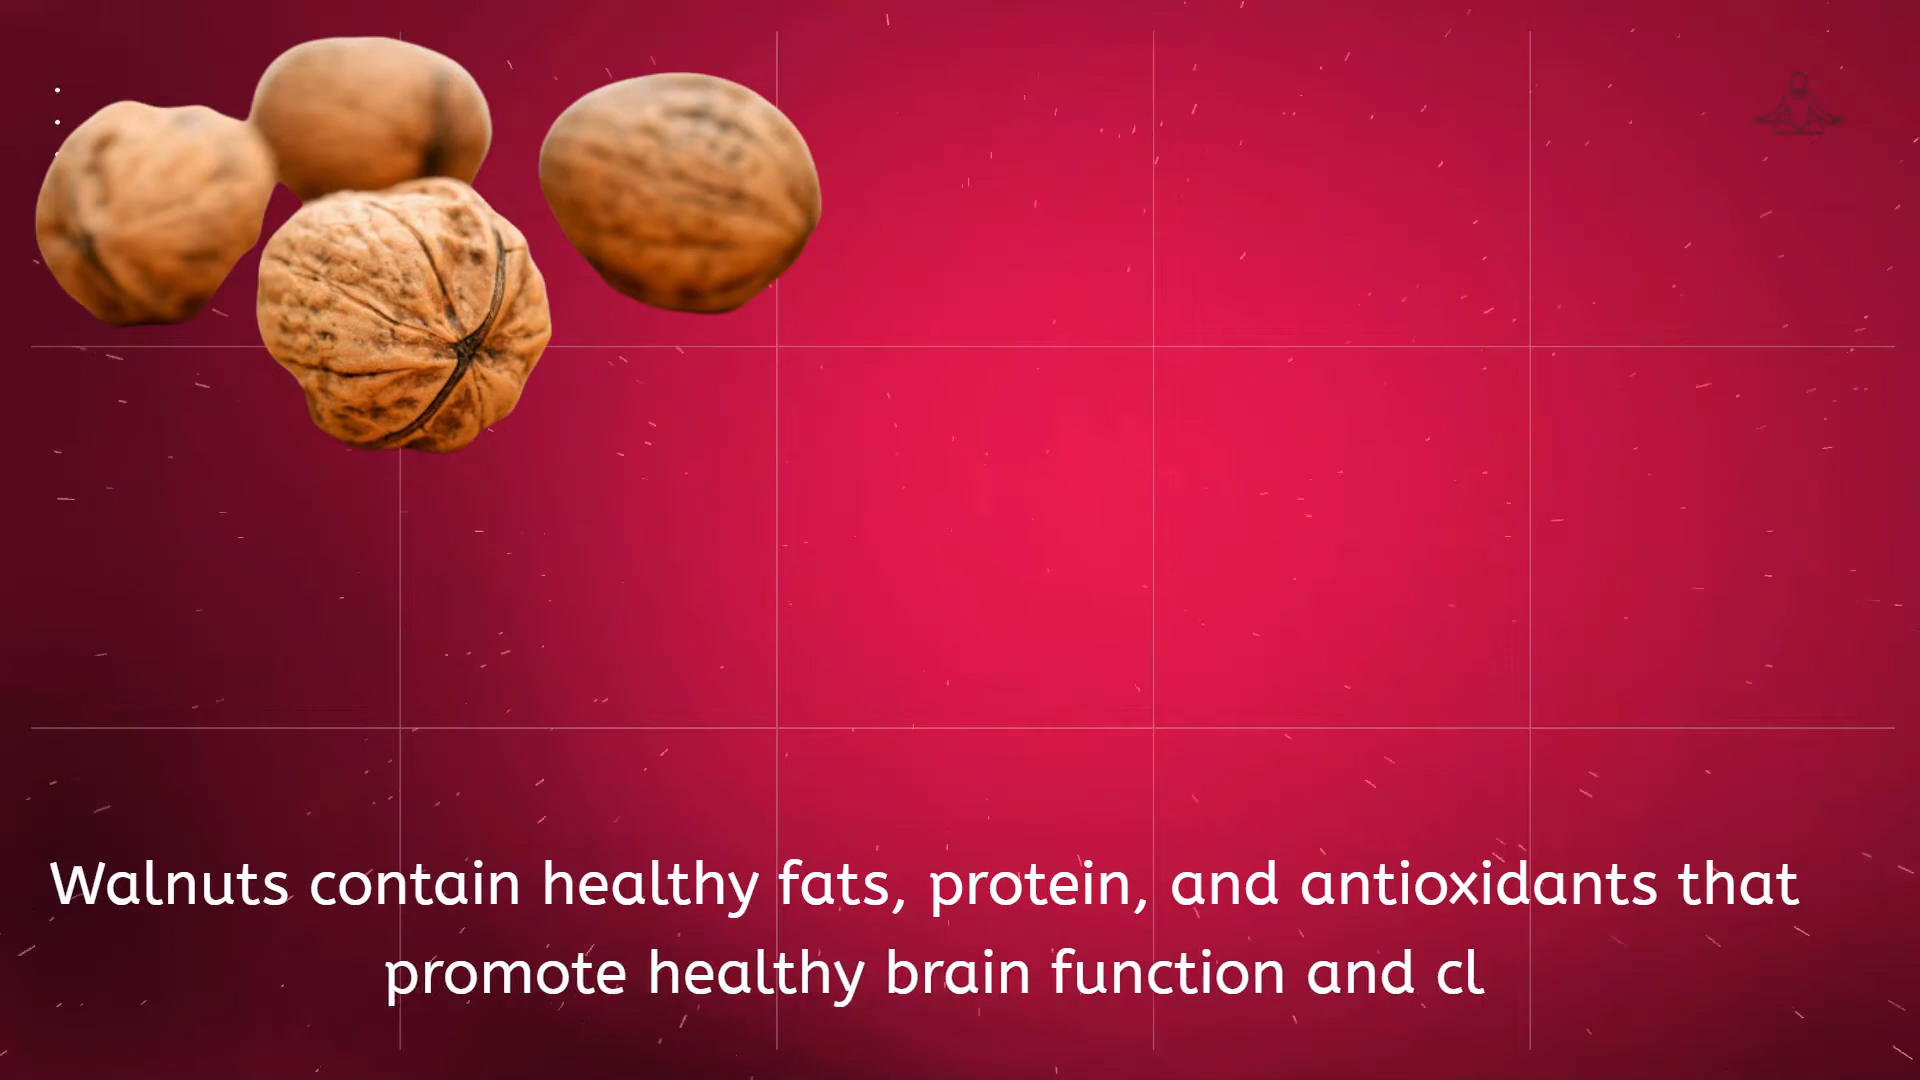 Walnuts contain healthy fats, protein, and antioxidants that
promote healthy brain function and cl